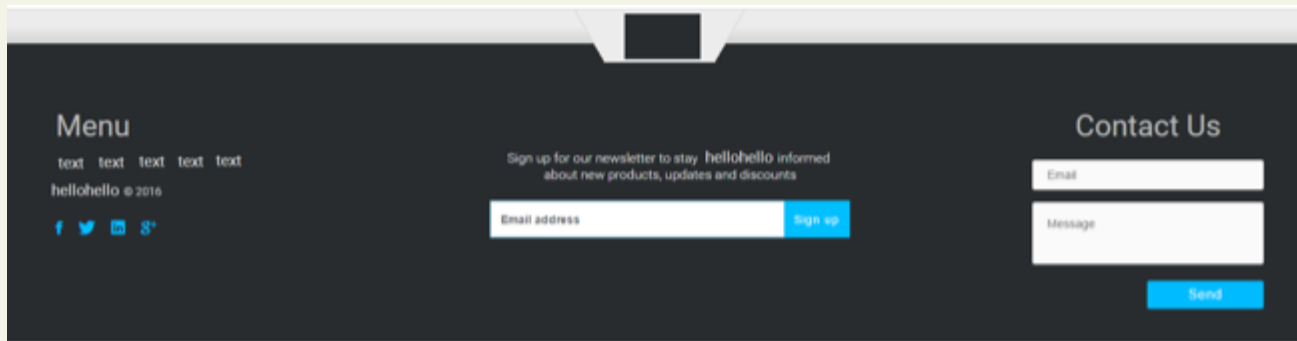 Menu
text text text text text
hellohello © 2016
Sign up for our newsletter to stay hellohello informed
about new products, updates and discounts
Email address
Sign up
Contact Us
Email
Message
Send